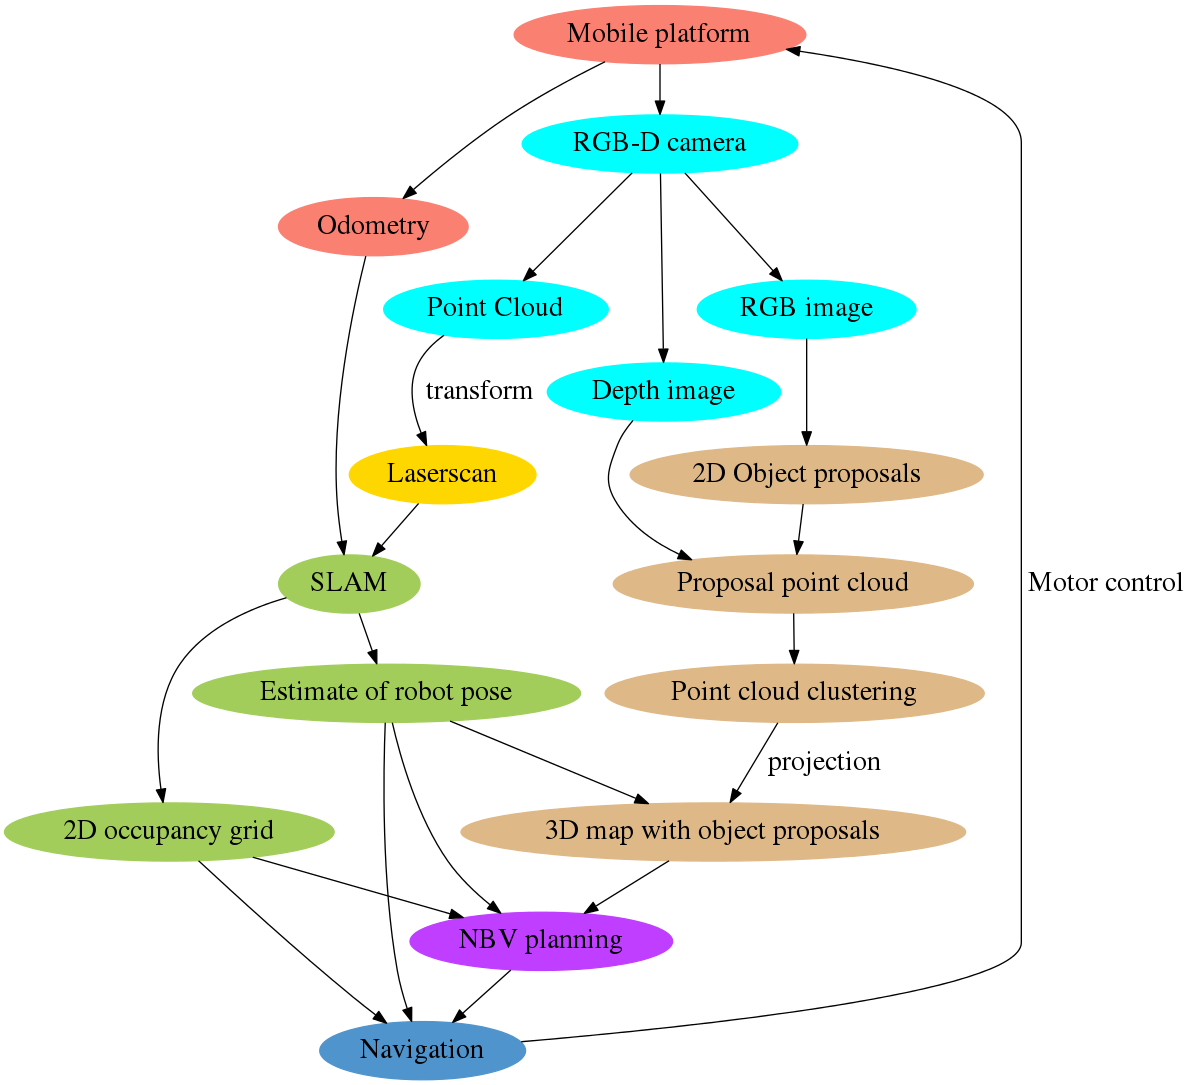 Mobile platform
RGB-D camera
Odometry
Point Cloud
RGB image
transform
Depth image
Laserscan
2D Object proposals
SLAM
Proposal point cloud
Motor control
Estimate of robot pose
Point cloud clustering
projection
2D occupancy grid
3D map with object proposals
NBV planning
Navigation